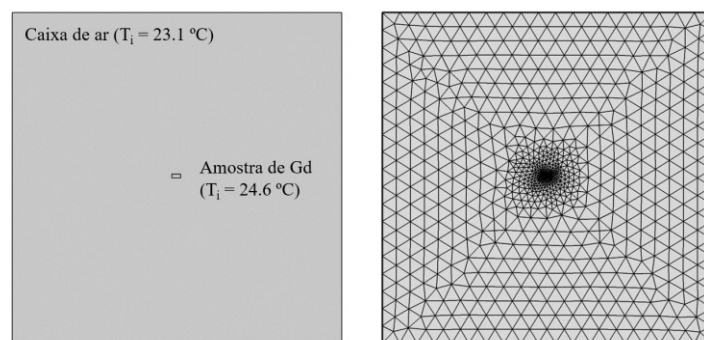 Caixa de ar (Ti = 23.1 ºC)
Amostra de Gd
(Ti = 24.6 ºC)